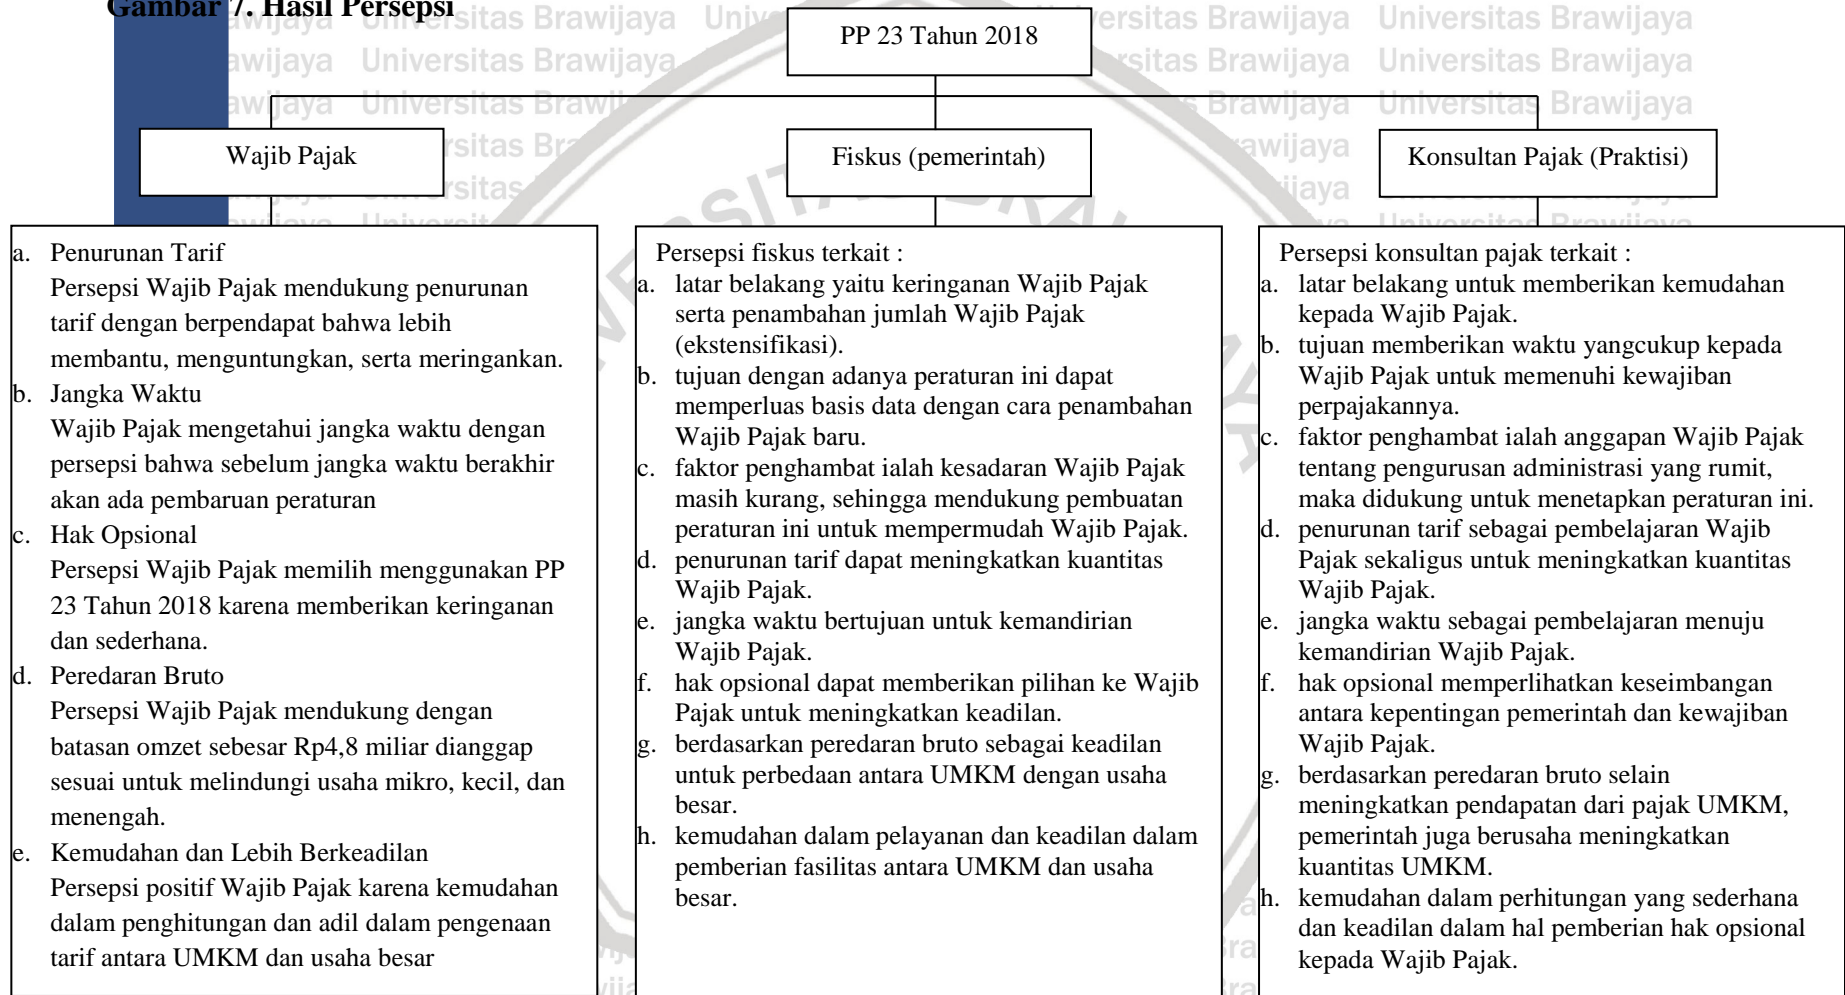 Gambar 7. Hasil Persepsi
PP 23 Tahun 2018
Wajib Pajak
Fiskus (pemerintah)
Konsultan Pajak (Praktisi)
a. Penurunan Tarif
Persepsi Wajib Pajak mendukung penurunan
tarif dengan berpendapat bahwa lebih
membantu, menguntungkan, serta meringankan.
b. Jangka Waktu
Wajib Pajak mengetahui jangka waktu dengan
persepsi bahwa sebelum jangka waktu berakhir
akan ada pembaruan peraturan
c. Hak Opsional
Persepsi Wajib Pajak memilih menggunakan PP
23 Tahun 2018 karena memberikan keringanan
dan sederhana.
d. Peredaran Bruto
Persepsi Wajib Pajak mendukung dengan
batasan omzet sebesar Rp4,8 miliar dianggap
sesuai untuk melindungi usaha mikro, kecil, dan
menengah.
e. Kemudahan dan Lebih Berkeadilan
Persepsi positif Wajib Pajak karena kemudahan
dalam penghitungan dan adil dalam pengenaan
tarif antara UMKM dan usaha besar
Persepsi fiskus terkait :
a. latar belakang yaitu keringanan Wajib Pajak
serta penambahan jumlah Wajib Pajak
(ekstensifikasi).
b. tujuan dengan adanya peraturan ini dapat
memperluas basis data dengan cara penambahan
Wajib Pajak baru.
c. faktor penghambat ialah kesadaran Wajib Pajak
masih kurang, sehingga mendukung pembuatan
peraturan ini untuk mempermudah Wajib Pajak.
d. penurunan tarif dapat meningkatkan kuantitas
Wajib Pajak.
e. jangka waktu bertujuan untuk kemandirian
Wajib Pajak.
f. hak opsional dapat memberikan pilihan ke Wajib
Pajak untuk meningkatkan keadilan.
g. berdasarkan peredaran bruto sebagai keadilan
untuk perbedaan antara UMKM dengan usaha
besar.
h. kemudahan dalam pelayanan dan keadilan dalam
pemberian fasilitas antara UMKM dan usaha
besar.
Persepsi konsultan pajak terkait :
a. latar belakang untuk memberikan kemudahan
kepada Wajib Pajak.
b. tujuan memberikan waktu yangcukup kepada
Wajib Pajak untuk memenuhi kewajiban
perpajakannya.
c. faktor penghambat ialah anggapan Wajib Pajak
tentang pengurusan administrasi yang rumit,
maka didukung untuk menetapkan peraturan ini.
d. penurunan tarif sebagai pembelajaran Wajib
Pajak sekaligus untuk meningkatkan kuantitas
Wajib Pajak.
e. jangka waktu sebagai pembelajaran menuju
kemandirian Wajib Pajak.
f. hak opsional memperlihatkan keseimbangan
antara kepentingan pemerintah dan kewajiban
Wajib Pajak.
g. berdasarkan peredaran bruto selain
meningkatkan pendapatan dari pajak UMKM,
pemerintah juga berusaha meningkatkan
kuantitas UMKM.
h. kemudahan dalam perhitungan yang sederhana
dan keadilan dalam hal pemberian hak opsional
kepada Wajib Pajak.